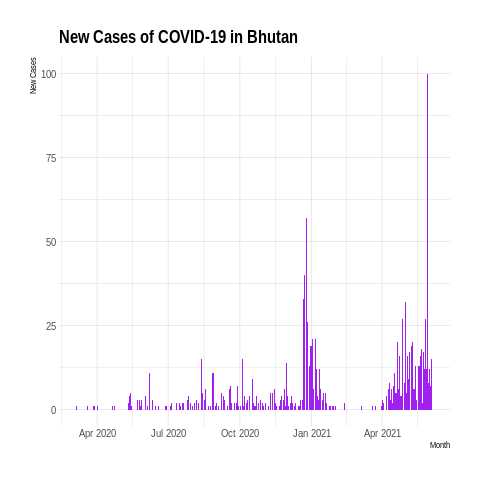 New Cases of COVID-19 in Bhutan
New Cases
100
75
50
25
0
Apr 2020 Jul 2020 Oct 2020 Jan 2021 Apr 2021
Month